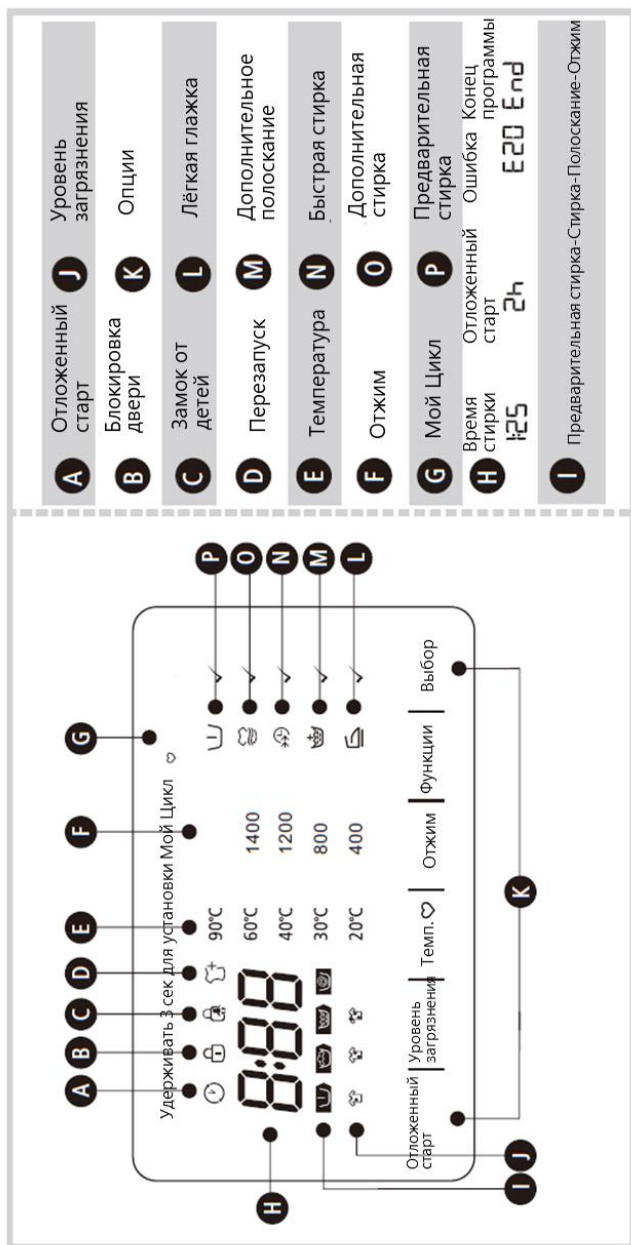 G
F
E
D
C
B
A
Удерживать 3 сек для установки Мой Цикл
90℃
60℃
40℃
30℃
20℃
1400
1200
800
400
8:88
P
O
N
M
L
H
I
J
Отложенный
старт
Уровень
загрязнения
Темп.
Отжим
Функции
Выбор
K
A
Отложенный
старт
B
Блокировка
двери
C
Замок от
детей
D
Перезапуск
E
Температура
F
Отжим
G
Мой Цикл
J
Уровень
загрязнения
K
Опции
L
Лёгкая глажка
M
Дополнительное
полоскание
N
Быстрая стирка
O
Дополнительная
стирка
P
Предварительная
стирка
H
Время
стирки
1:25
Отложенный
старт
2h
Ошибка
E20
Конец
программы
End
I
Предварительная стирка-Стирка-Полоскание-Отжим